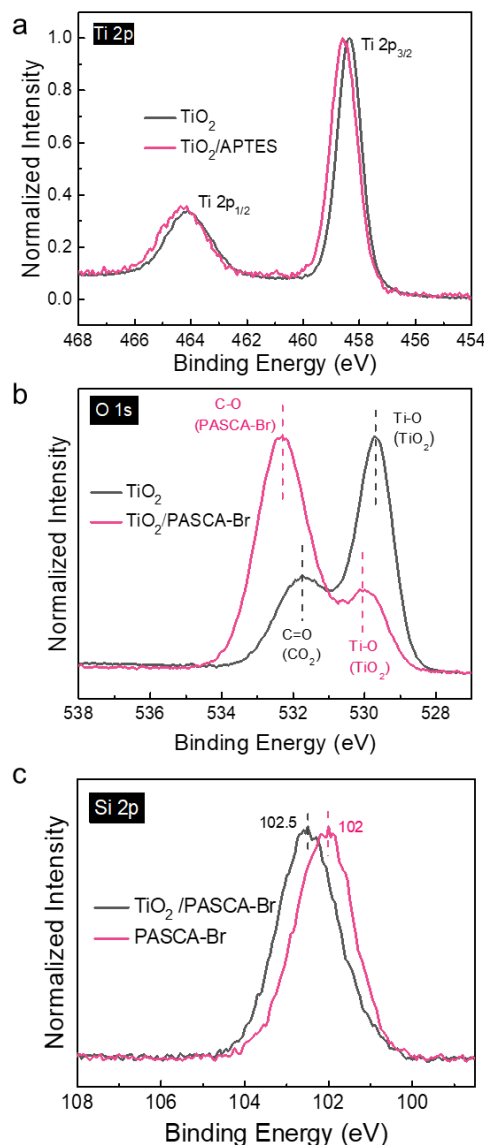 a
Ti 2p
Ti 2p3/2
TiO2
TiO2/APTES
Ti 2p1/2
Normalized Intensity
1.0
0.8
0.6
0.4
0.2
0.0
468 466 464 462 460 458 456 454
Binding Energy (eV)
b
O 1s
C-O
(PASCA-Br)
Ti-O
(TiO2)
TiO2
TiO2/PASCA-Br
C=O
(CO2)
Ti-O
(TiO2)
Normalized Intensity
538 536 534 532 530 528
Binding Energy (eV)
c
Si 2p
102.5
102
TiO2 /PASCA-Br
PASCA-Br
Normalized Intensity
108 106 104 102 100
Binding Energy (eV)